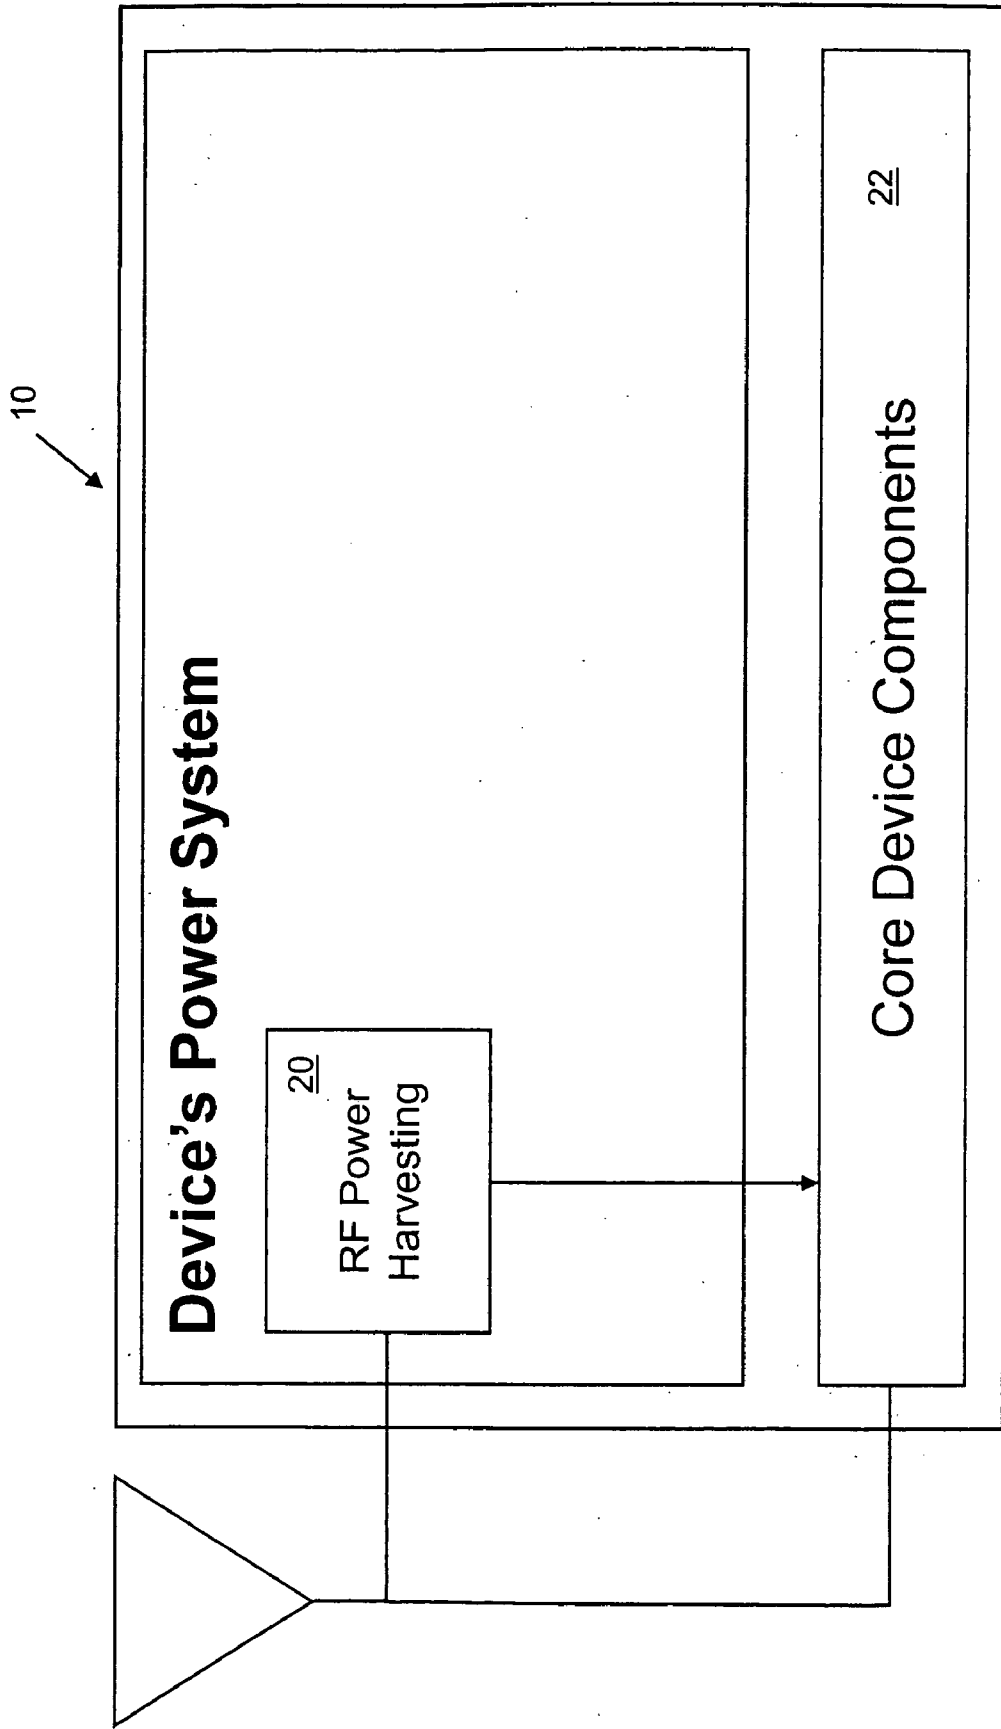 10
Device's Power System
20
RF Power
Harvesting
Core Device Components
22